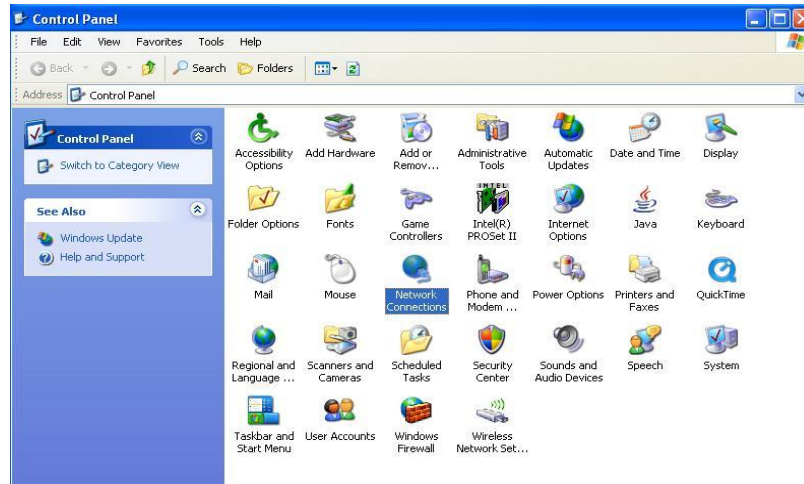 Control Panel
File Edit View Favorites Tools Help
Back Search Folders
Address Control Panel
Control Panel
Switch to Category View
See Also
Windows Update
Help and Support
Accessibility Options
Add Hardware
Add or Remov...
Administrative Tools
Automatic Updates
Date and Time
Display
Folder Options
Fonts
Game Controllers
INTEL
Intel(R) PROSet II
Internet Options
Java
Keyboard
Mail
Mouse
Network Connections
Phone and Modem ...
Power Options
Printers and Faxes
QuickTime
Regional and Language ...
Scanners and Cameras
Scheduled Tasks
Security Center
Sounds and Audio Devices
Speech
System
Taskbar and Start Menu
User Accounts
Windows Firewall
Wireless Network Set...